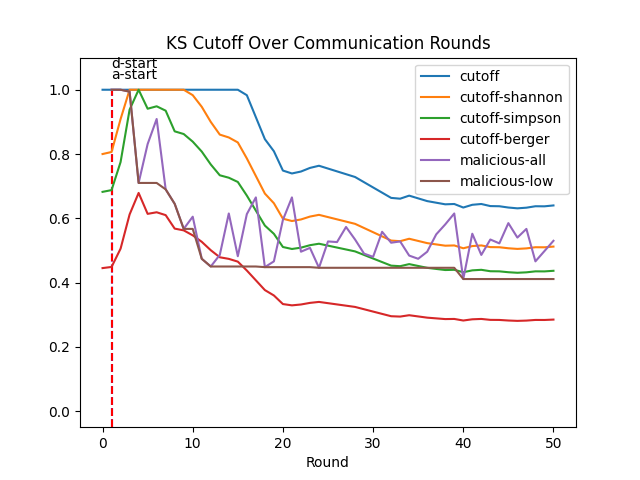 KS Cutoff Over Communication Rounds
d-start
a-start
cutoff
cutoff-shannon
cutoff-simpson
cutoff-berger
malicious-all
malicious-low
1.0
0.8
0.6
0.4
0.2
0.0
0 10 20 30 40 50
Round